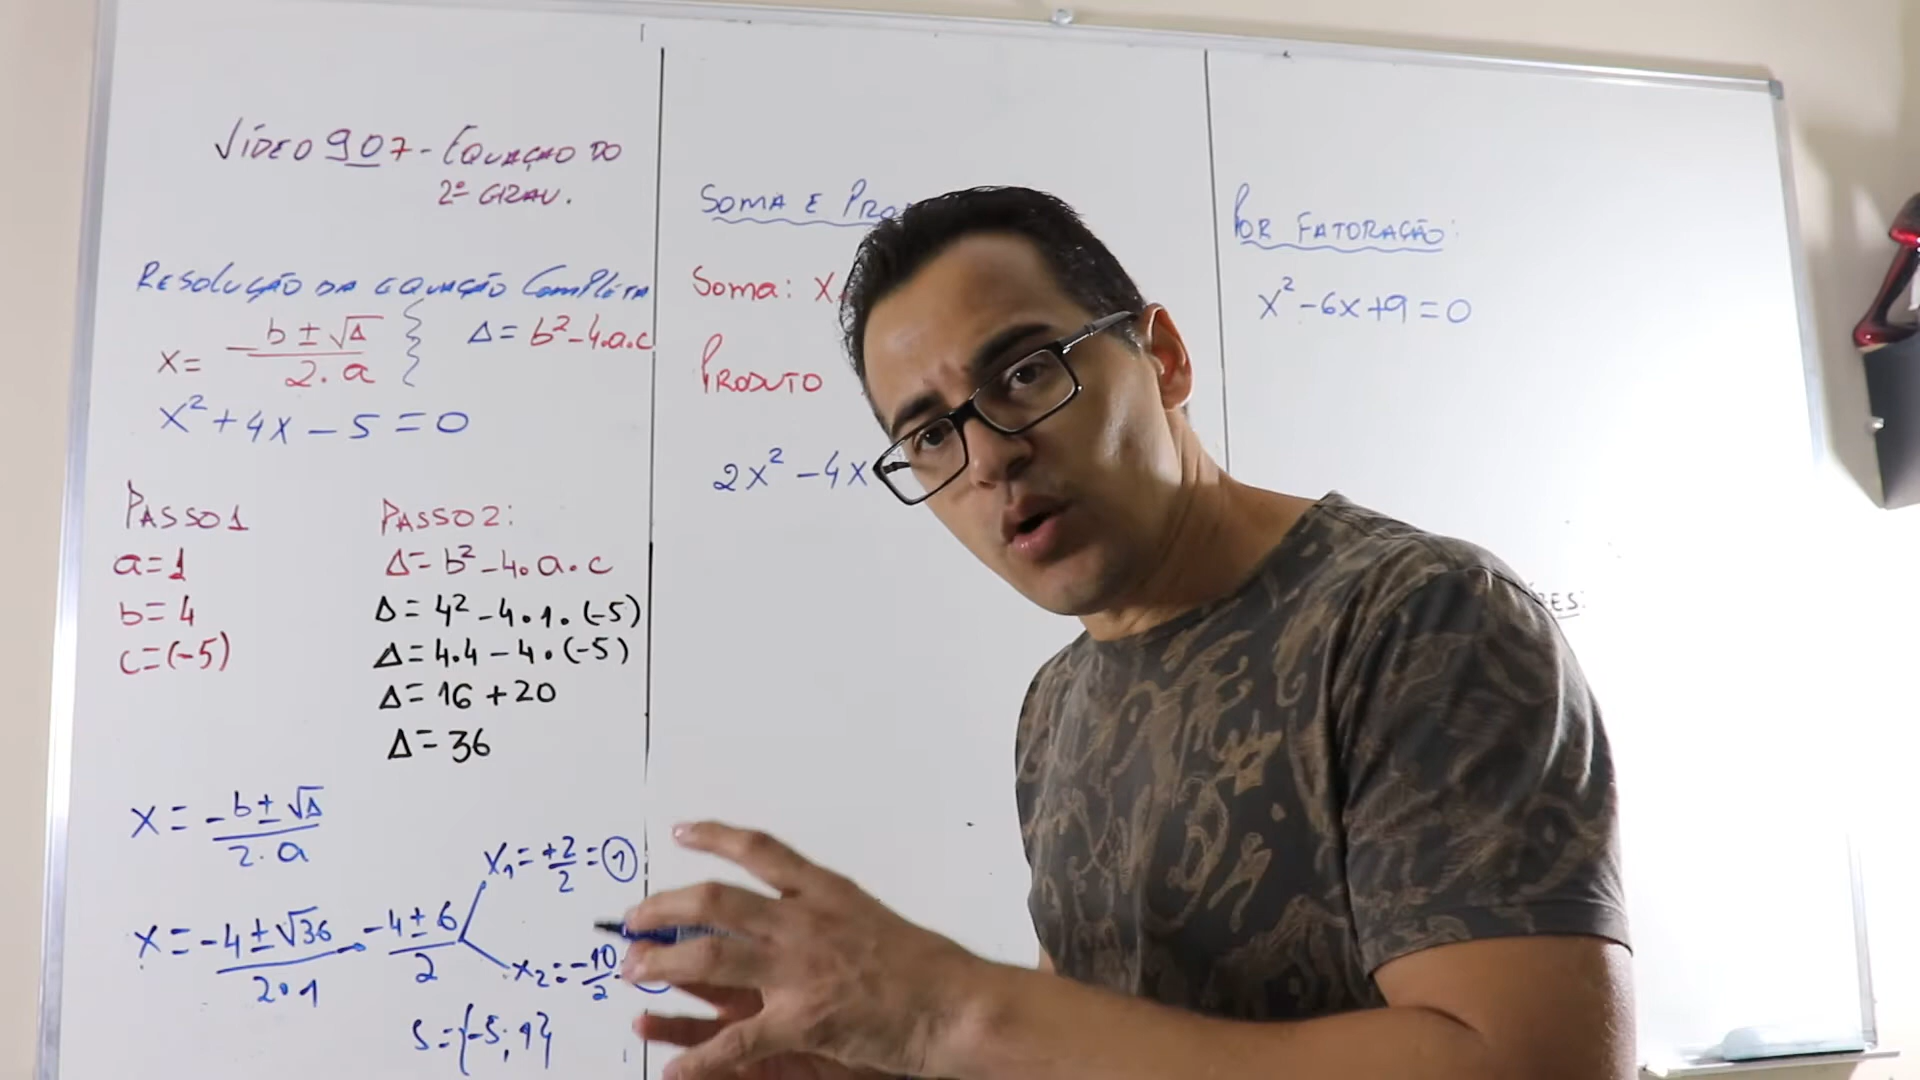 VÍDEO 907 - EQUAÇÃO DO
2º GRAU.
RESOLUÇÃO DA EQUAÇÃO COMPLETA
x = -b ± √Δ / 2.a } Δ = b² - 4.a.c
x² + 4x - 5 = 0
PASSO 1
a = 1
b = 4
c = (-5)
PASSO 2:
Δ = b² - 4.a.c
Δ = 4² - 4.1.(-5)
Δ = 4.4 - 4.(-5)
Δ = 16 + 20
Δ = 36
x = -b ± √Δ / 2.a
x = -4 ± √36 / 2.1 → -4 ± 6 / 2
x₁ = +2/2 = 1
x₂ = -10/2
S = {-5; 1}
SOMA E
SOMA: X
PRODUTO
2x² - 4x
POR FATORAÇÃO:
x² - 6x + 9 = 0